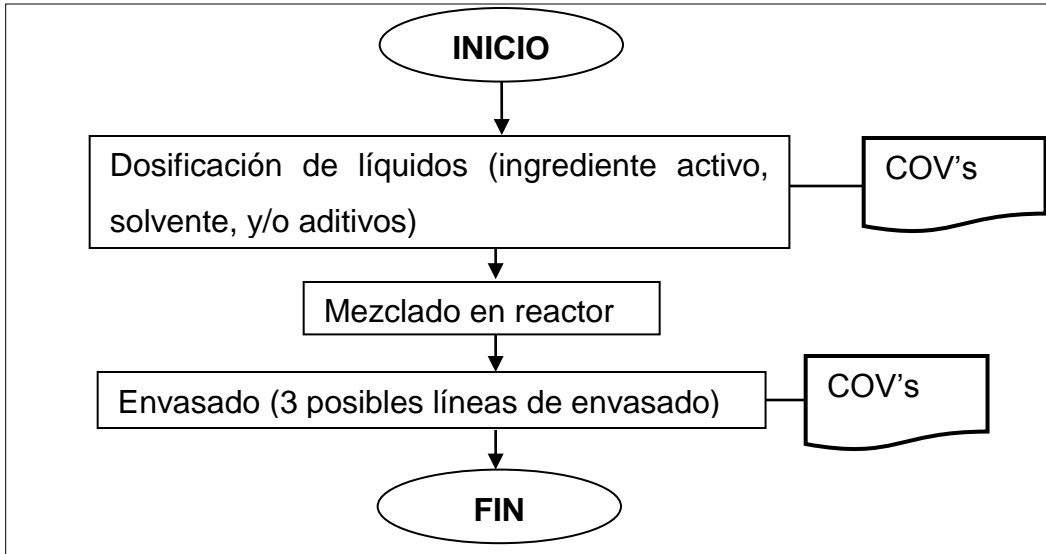 INICIO
Dosificación de líquidos (ingrediente activo,
solvente, y/o aditivos)
COV’s
Mezclado en reactor
Envasado (3 posibles líneas de envasado)
COV’s
FIN